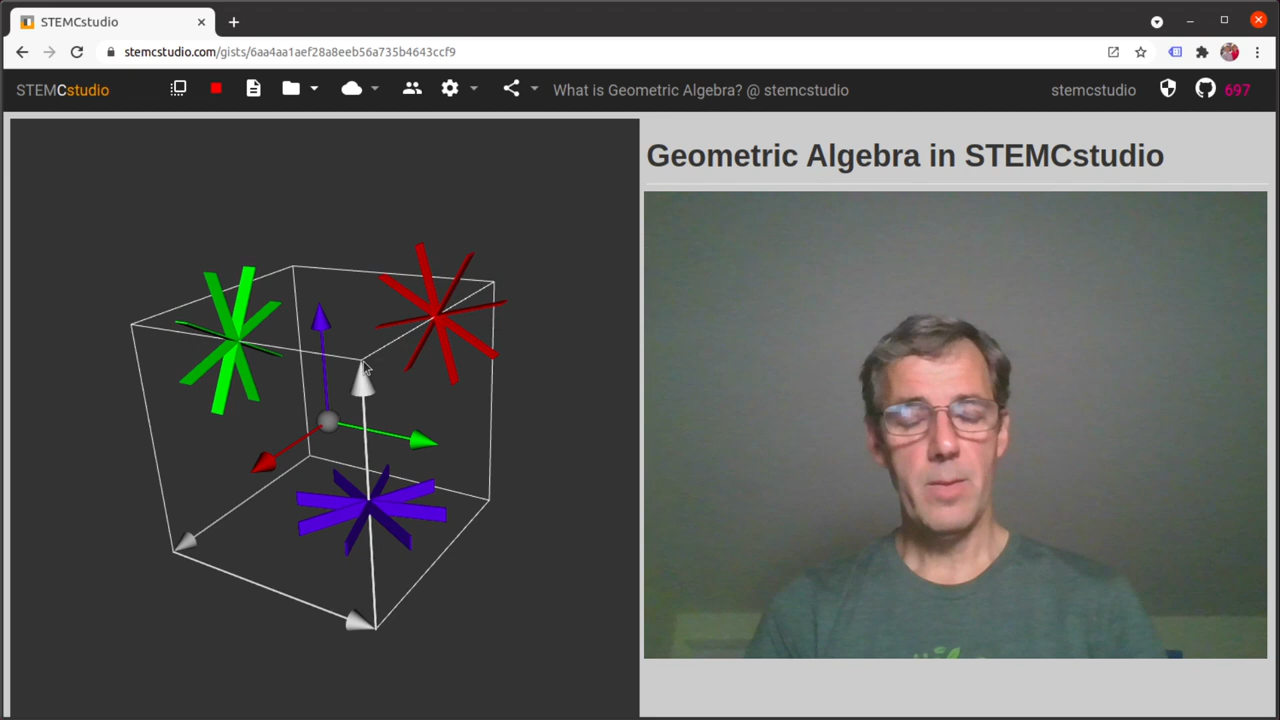 STEMCstudio
stemcstudio.com/gists/6aa4aa1aef28a8eeb56a735b4643ccf9
STEMCstudio
What is Geometric Algebra? @ stemcstudio
stemcstudio
697
Geometric Algebra in STEMCstudio